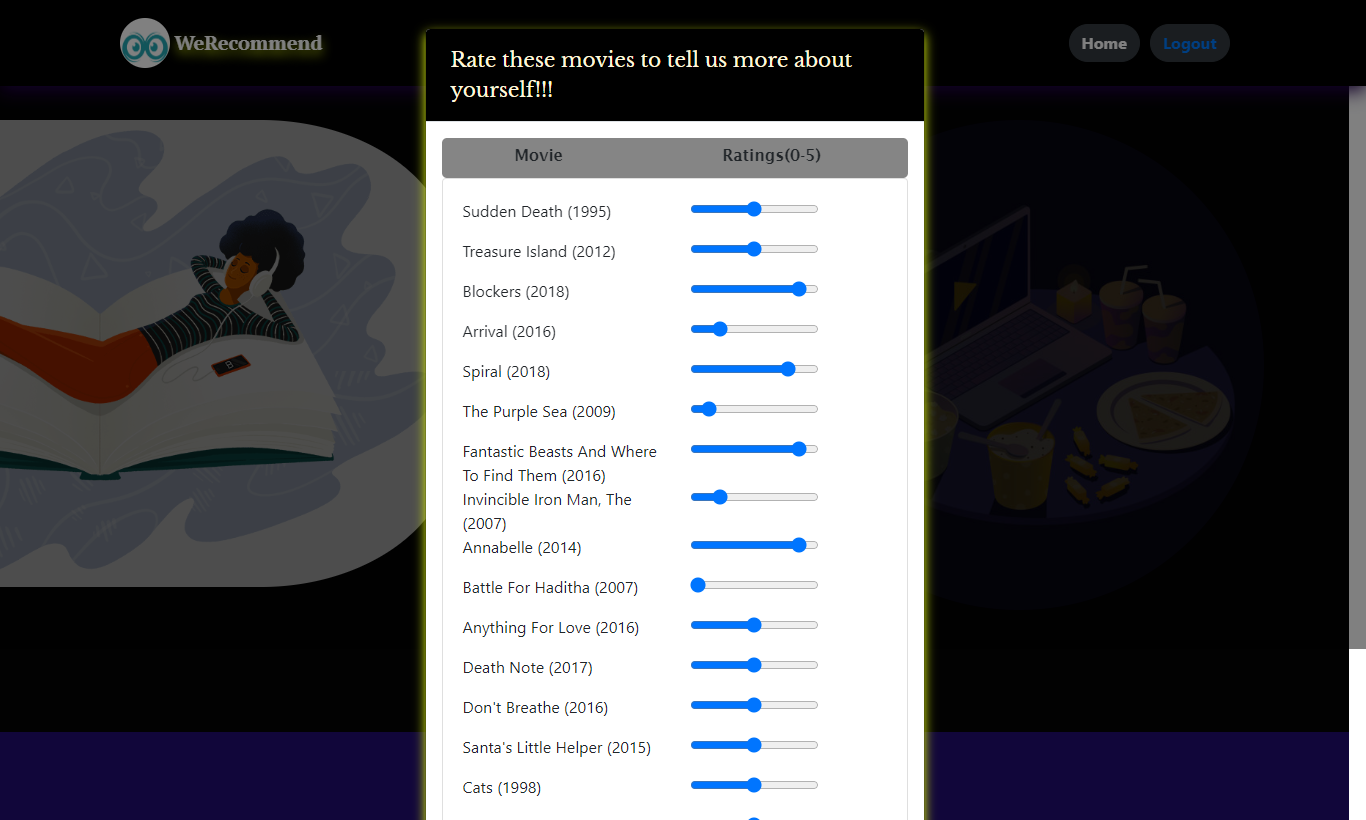 WeRecommend
Home
Logout
Rate these movies to tell us more about
yourself!!!
Movie
Ratings(0-5)
Sudden Death (1995)
Treasure Island (2012)
Blockers (2018)
Arrival (2016)
Spiral (2018)
The Purple Sea (2009)
Fantastic Beasts And Where
To Find Them (2016)
Invincible Iron Man, The
(2007)
Annabelle (2014)
Battle For Haditha (2007)
Anything For Love (2016)
Death Note (2017)
Don't Breathe (2016)
Santa's Little Helper (2015)
Cats (1998)
B